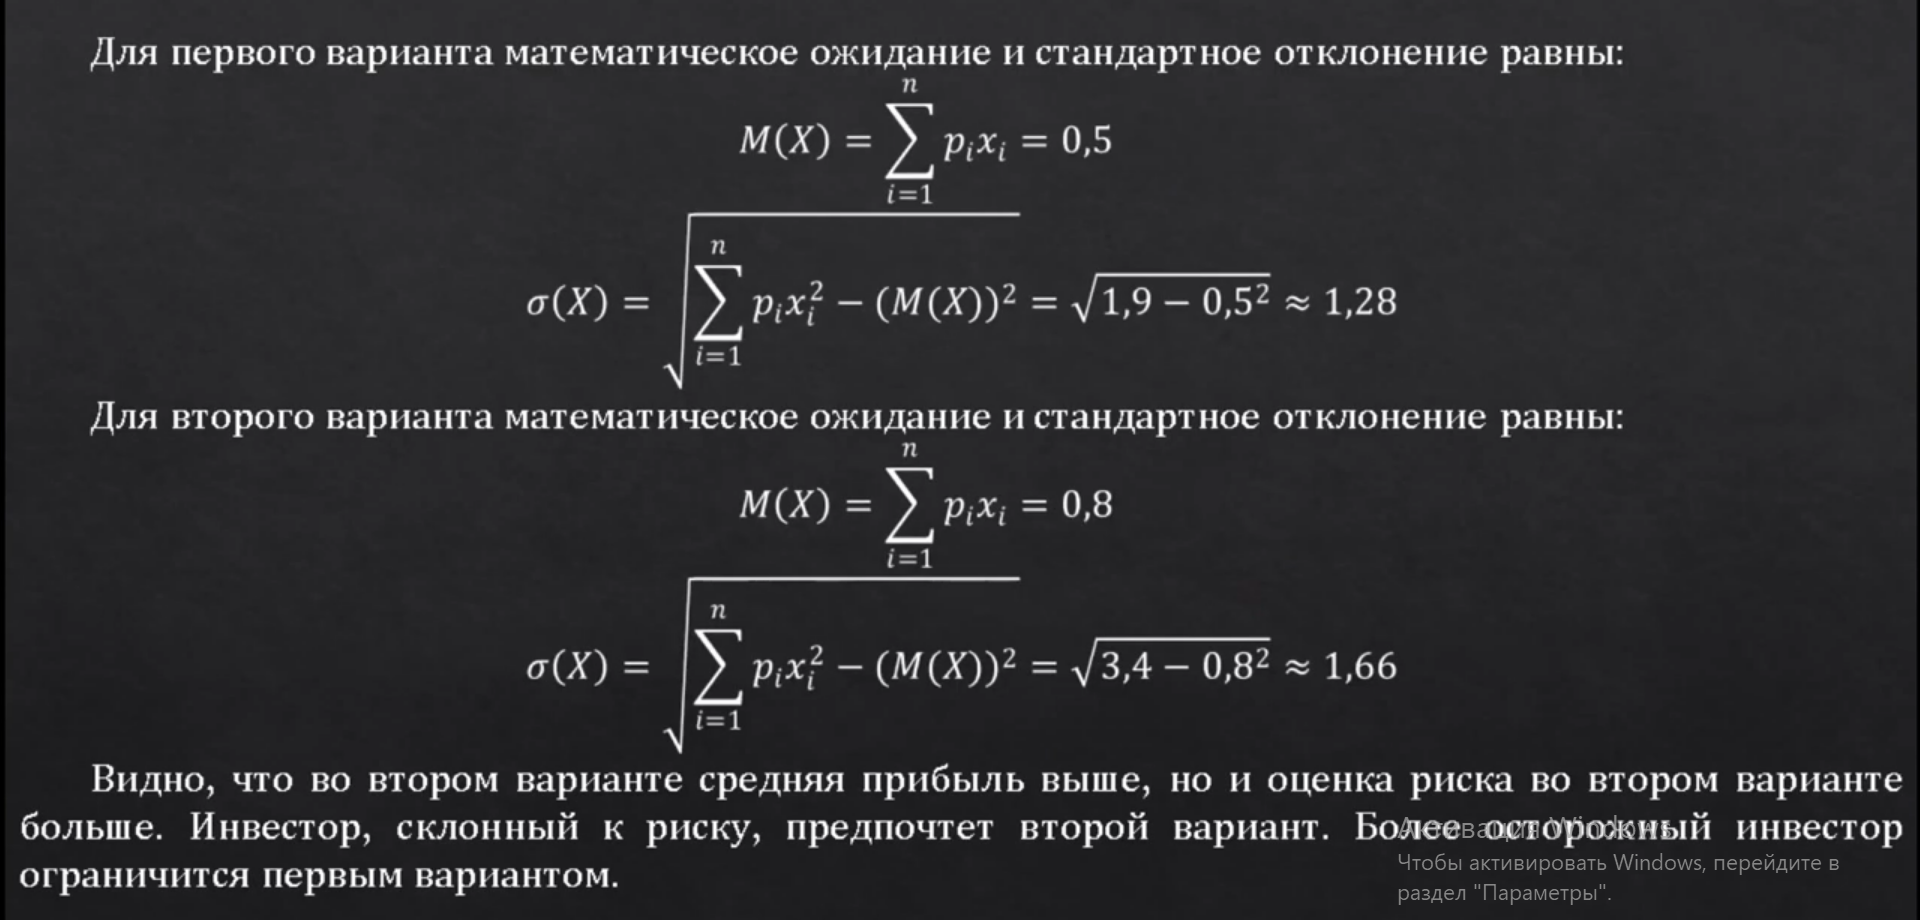 Для первого варианта математическое ожидание и стандартное отклонение равны:
M(X) = ∑_{i=1}^{n} p_i x_i = 0,5
σ(X) = √(∑_{i=1}^{n} p_i x_i^2 − (M(X))^2) = √(1,9 − 0,5^2) ≈ 1,28
Для второго варианта математическое ожидание и стандартное отклонение равны:
M(X) = ∑_{i=1}^{n} p_i x_i = 0,8
σ(X) = √(∑_{i=1}^{n} p_i x_i^2 − (M(X))^2) = √(3,4 − 0,8^2) ≈ 1,66
Видно, что во втором варианте средняя прибыль выше, но и оценка риска во втором варианте
больше. Инвестор, склонный к риску, предпочтет второй вариант. Более осторожный инвестор
ограничится первым вариантом.
Активация Windows
Чтобы активировать Windows, перейдите в
раздел "Параметры".